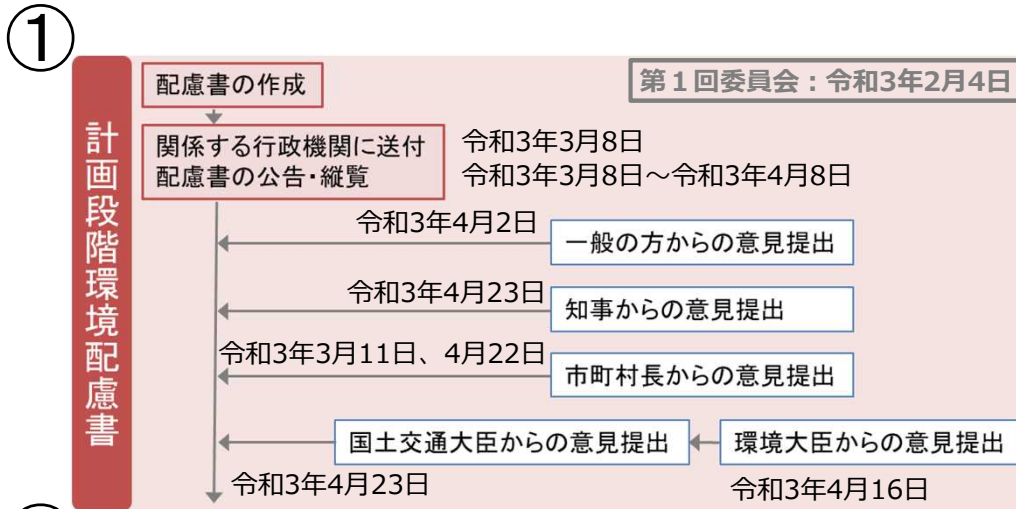 ①
計画段階環境配慮書
配慮書の作成
第1回委員会：令和3年2月4日
関係する行政機関に送付
配慮書の公告・縦覧
令和3年3月8日
令和3年3月8日～令和3年4月8日
令和3年4月2日
一般の方からの意見提出
令和3年4月23日
知事からの意見提出
令和3年3月11日、4月22日
市町村長からの意見提出
国土交通大臣からの意見提出
環境大臣からの意見提出
令和3年4月23日
令和3年4月16日